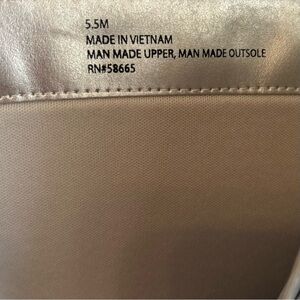 5.5M
MADE IN VIETNAM
MAN MADE UPPER, MAN MADE OUTSOLE
RN#58665